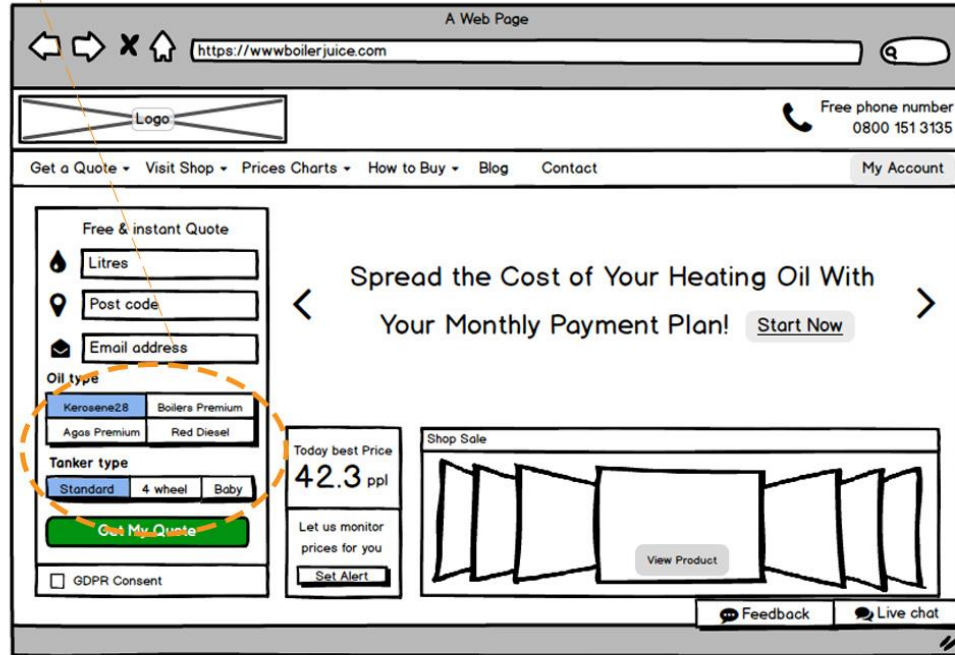 A Web Page
https://wwwboilerjuice.com
Logo
Free phone number
0800 151 3135
Get a Quote Visit Shop Prices Charts How to Buy Blog Contact My Account
Free & instant Quote
Litres
Post code
Email address
Oil type
Kerosene28 Boilers Premium
Agas Premium Red Diesel
Tanker type
Standard 4 wheel Baby
Get My Quote
GDPR Consent
Spread the Cost of Your Heating Oil With
Your Monthly Payment Plan! Start Now
Today best Price
42.3 ppl
Let us monitor
prices for you
Set Alert
Shop Sale
View Product
Feedback Live chat